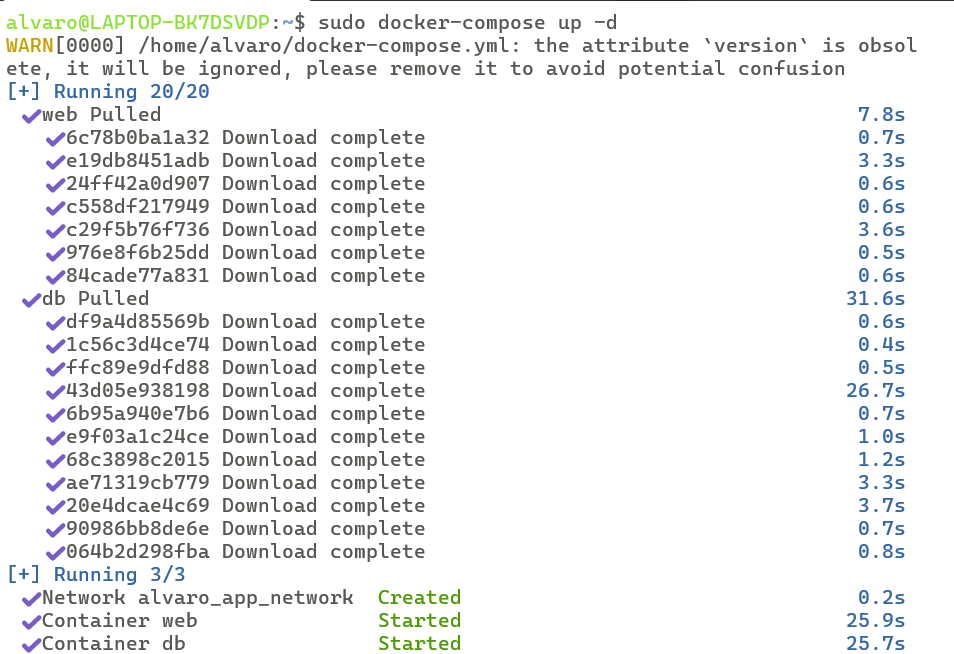 alvaro@LAPTOP-BK7DSVDP:~$ sudo docker-compose up -d
WARN[0000] /home/alvaro/docker-compose.yml: the attribute `version` is obsol
ete, it will be ignored, please remove it to avoid potential confusion
[+] Running 20/20
✔web Pulled 7.8s
✔6c78b0ba1a32 Download complete 0.7s
✔e19db8451adb Download complete 3.3s
✔24ff42a0d907 Download complete 0.6s
✔c558df217949 Download complete 0.6s
✔c29f5b76f736 Download complete 3.6s
✔976e8f6b25dd Download complete 0.5s
✔84cade77a831 Download complete 0.6s
✔db Pulled 31.6s
✔df9a4d85569b Download complete 0.6s
✔1c56c3d4ce74 Download complete 0.4s
✔ffc89e9dfd88 Download complete 0.5s
✔43d05e938198 Download complete 26.7s
✔6b95a940e7b6 Download complete 0.7s
✔e9f03a1c24ce Download complete 1.0s
✔68c3898c2015 Download complete 1.2s
✔ae71319cb779 Download complete 3.3s
✔20e4dcae4c69 Download complete 3.7s
✔90986bb8de6e Download complete 0.7s
✔064b2d298fba Download complete 0.8s
[+] Running 3/3
✔Network alvaro_app_network Created 0.2s
✔Container web Started 25.9s
✔Container db Started 25.7s